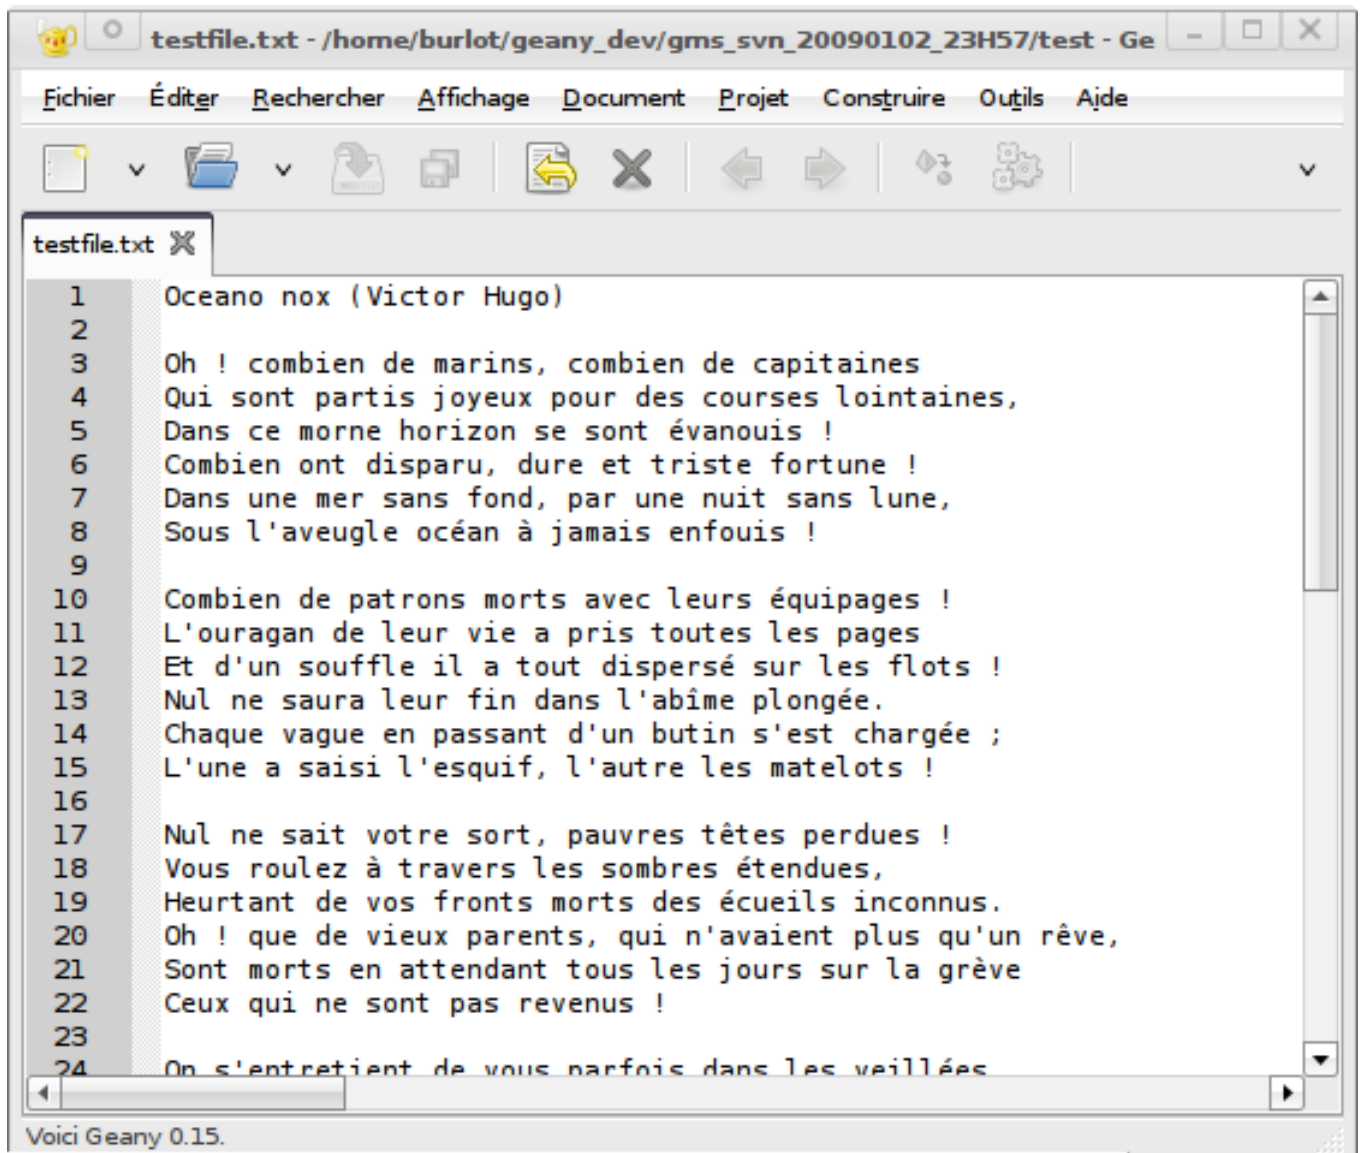 testfile.txt - /home/burlot/geany_dev/gms_svn_20090102_23H57/test - Ge
Fichier Éditer Rechercher Affichage Document Projet Construire Outils Aide
testfile.txt
1 Oceano nox (Victor Hugo)
2
3 Oh ! combien de marins, combien de capitaines
4 Qui sont partis joyeux pour des courses lointaines,
5 Dans ce morne horizon se sont évanouis !
6 Combien ont disparu, dure et triste fortune !
7 Dans une mer sans fond, par une nuit sans lune,
8 Sous l'aveugle océan à jamais enfouis !
9
10 Combien de patrons morts avec leurs équipages !
11 L'ouragan de leur vie a pris toutes les pages
12 Et d'un souffle il a tout dispersé sur les flots !
13 Nul ne saura leur fin dans l'abîme plongée.
14 Chaque vague en passant d'un butin s'est chargée ;
15 L'une a saisi l'esquif, l'autre les matelots !
16
17 Nul ne sait votre sort, pauvres têtes perdues !
18 Vous roulez à travers les sombres étendues,
19 Heurtant de vos fronts morts des écueils inconnus.
20 Oh ! que de vieux parents, qui n'avaient plus qu'un rêve,
21 Sont morts en attendant tous les jours sur la grève
22 Ceux qui ne sont pas revenus !
23
24 On s'entretient de vous parfois dans les veillées
Voici Geany 0.15.